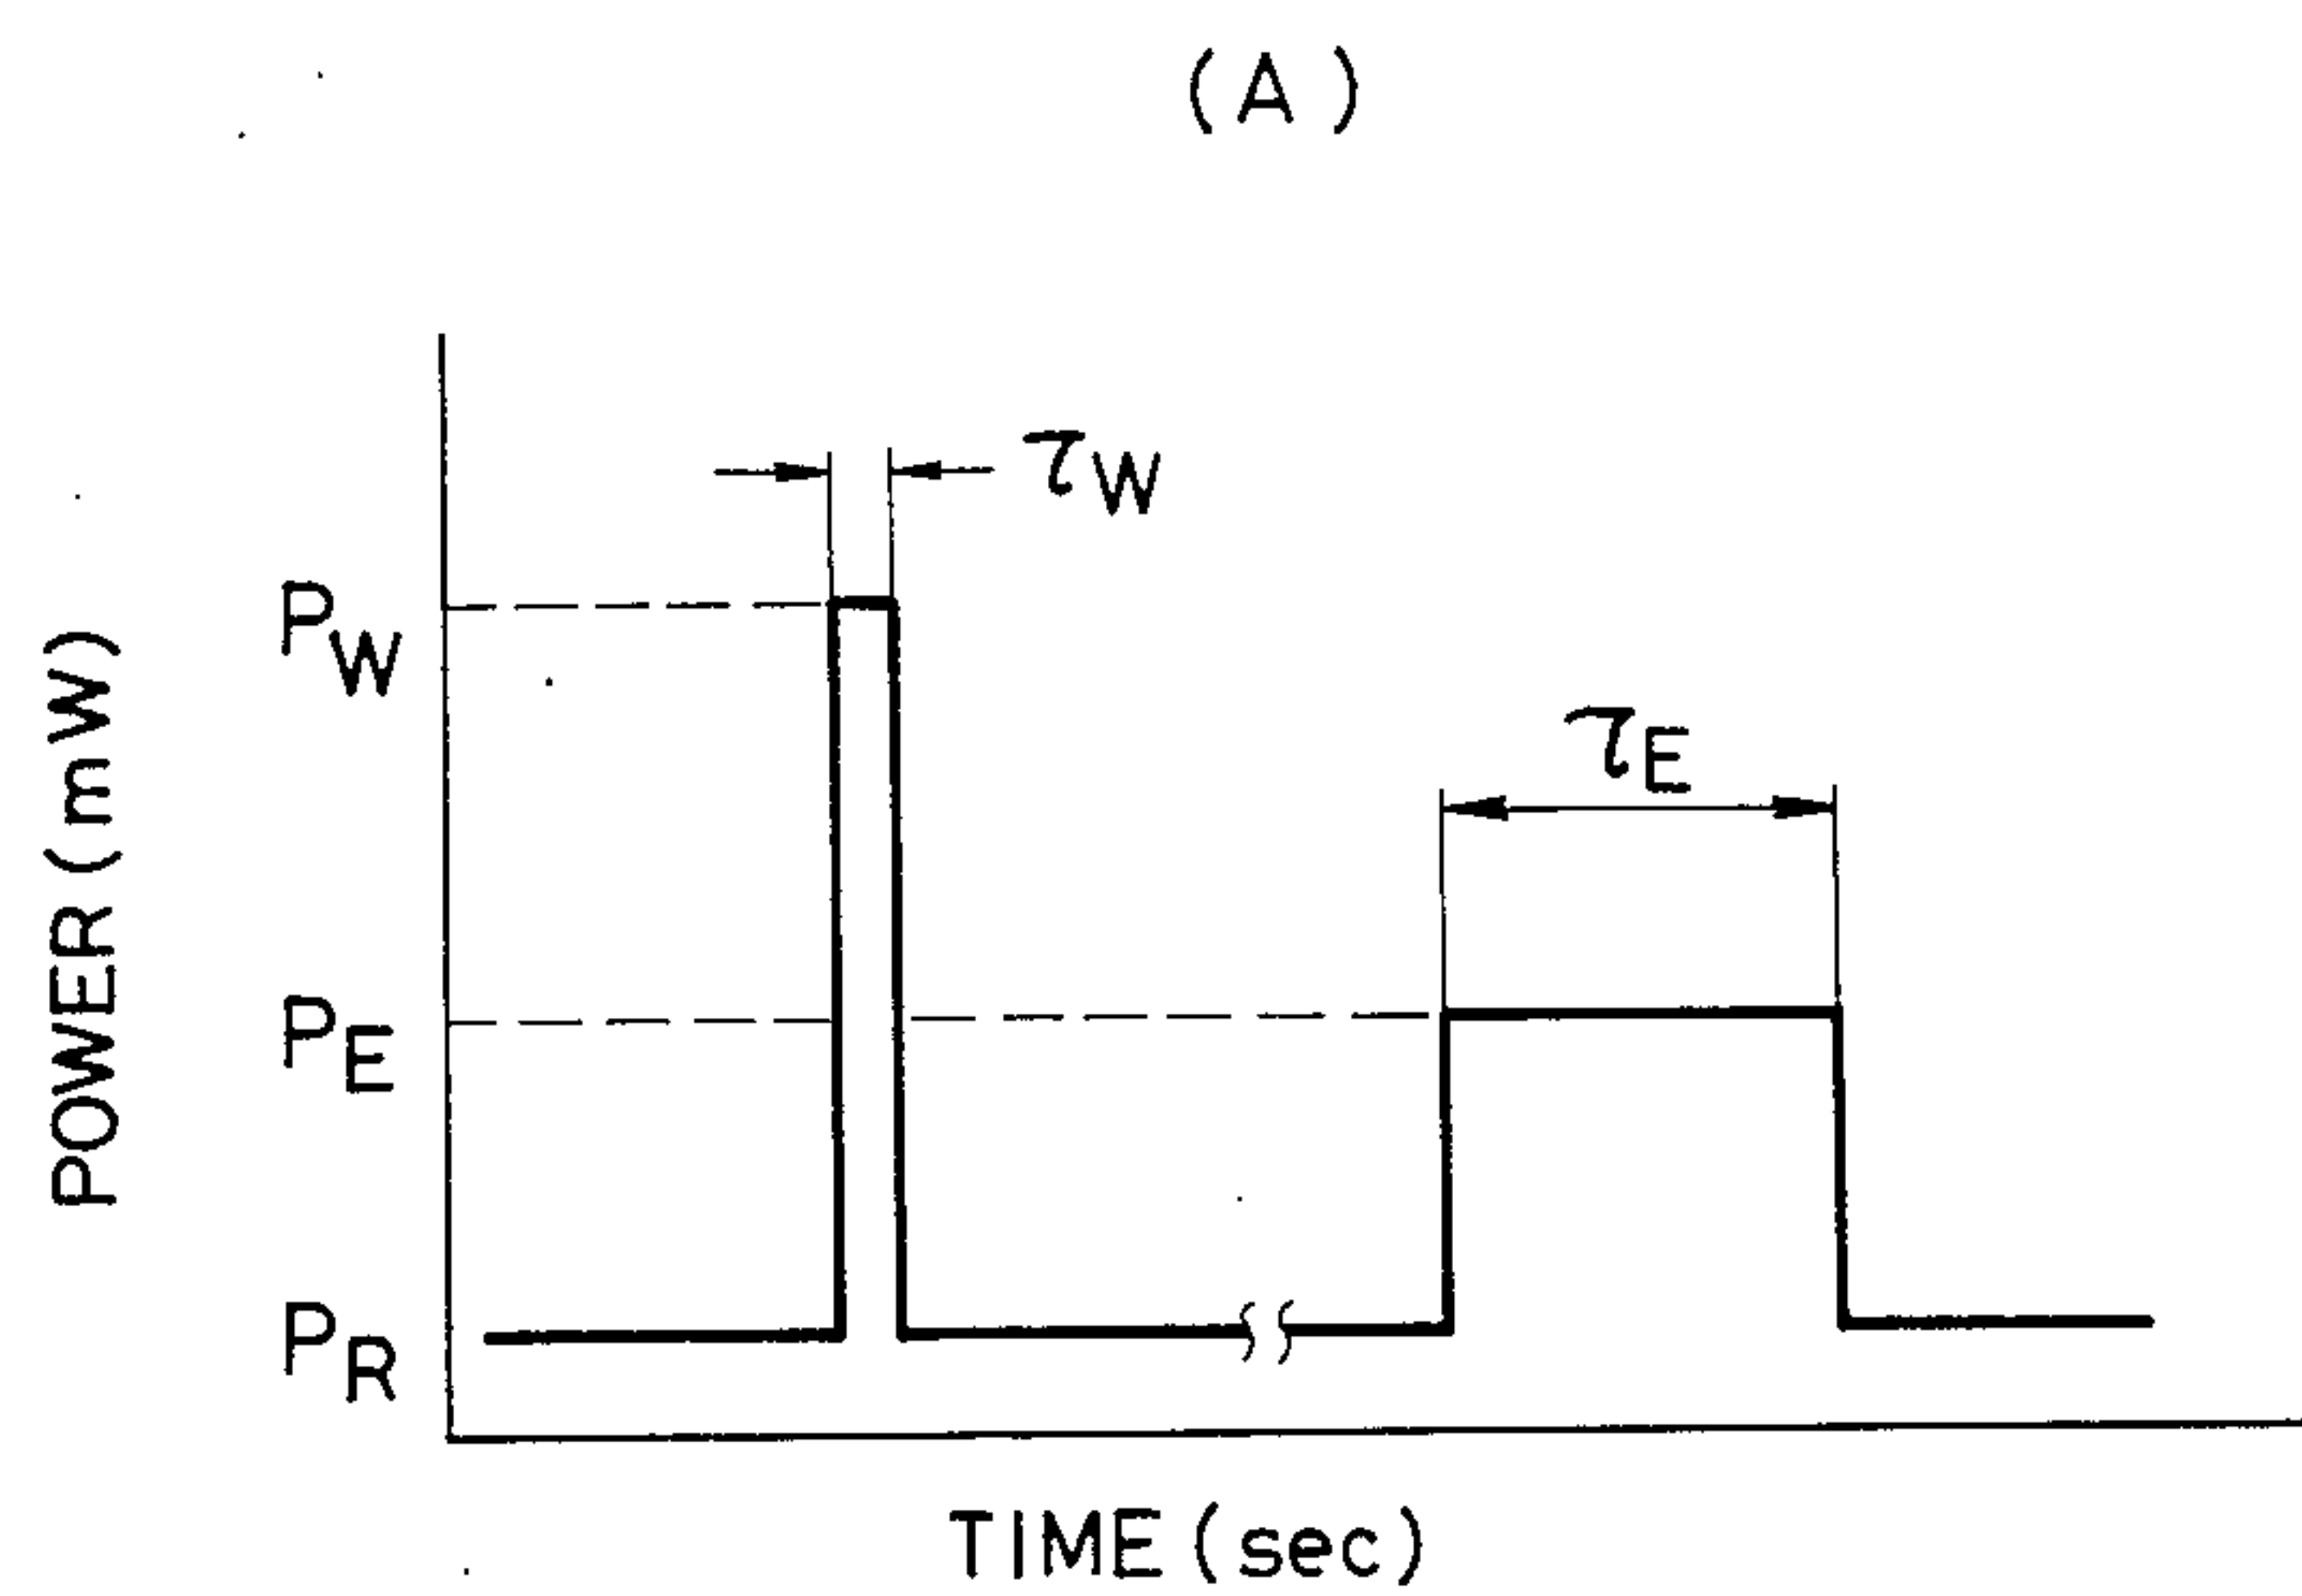 (A)
τW
PW
τE
POWER (mW)
PE
PR
TIME (sec)